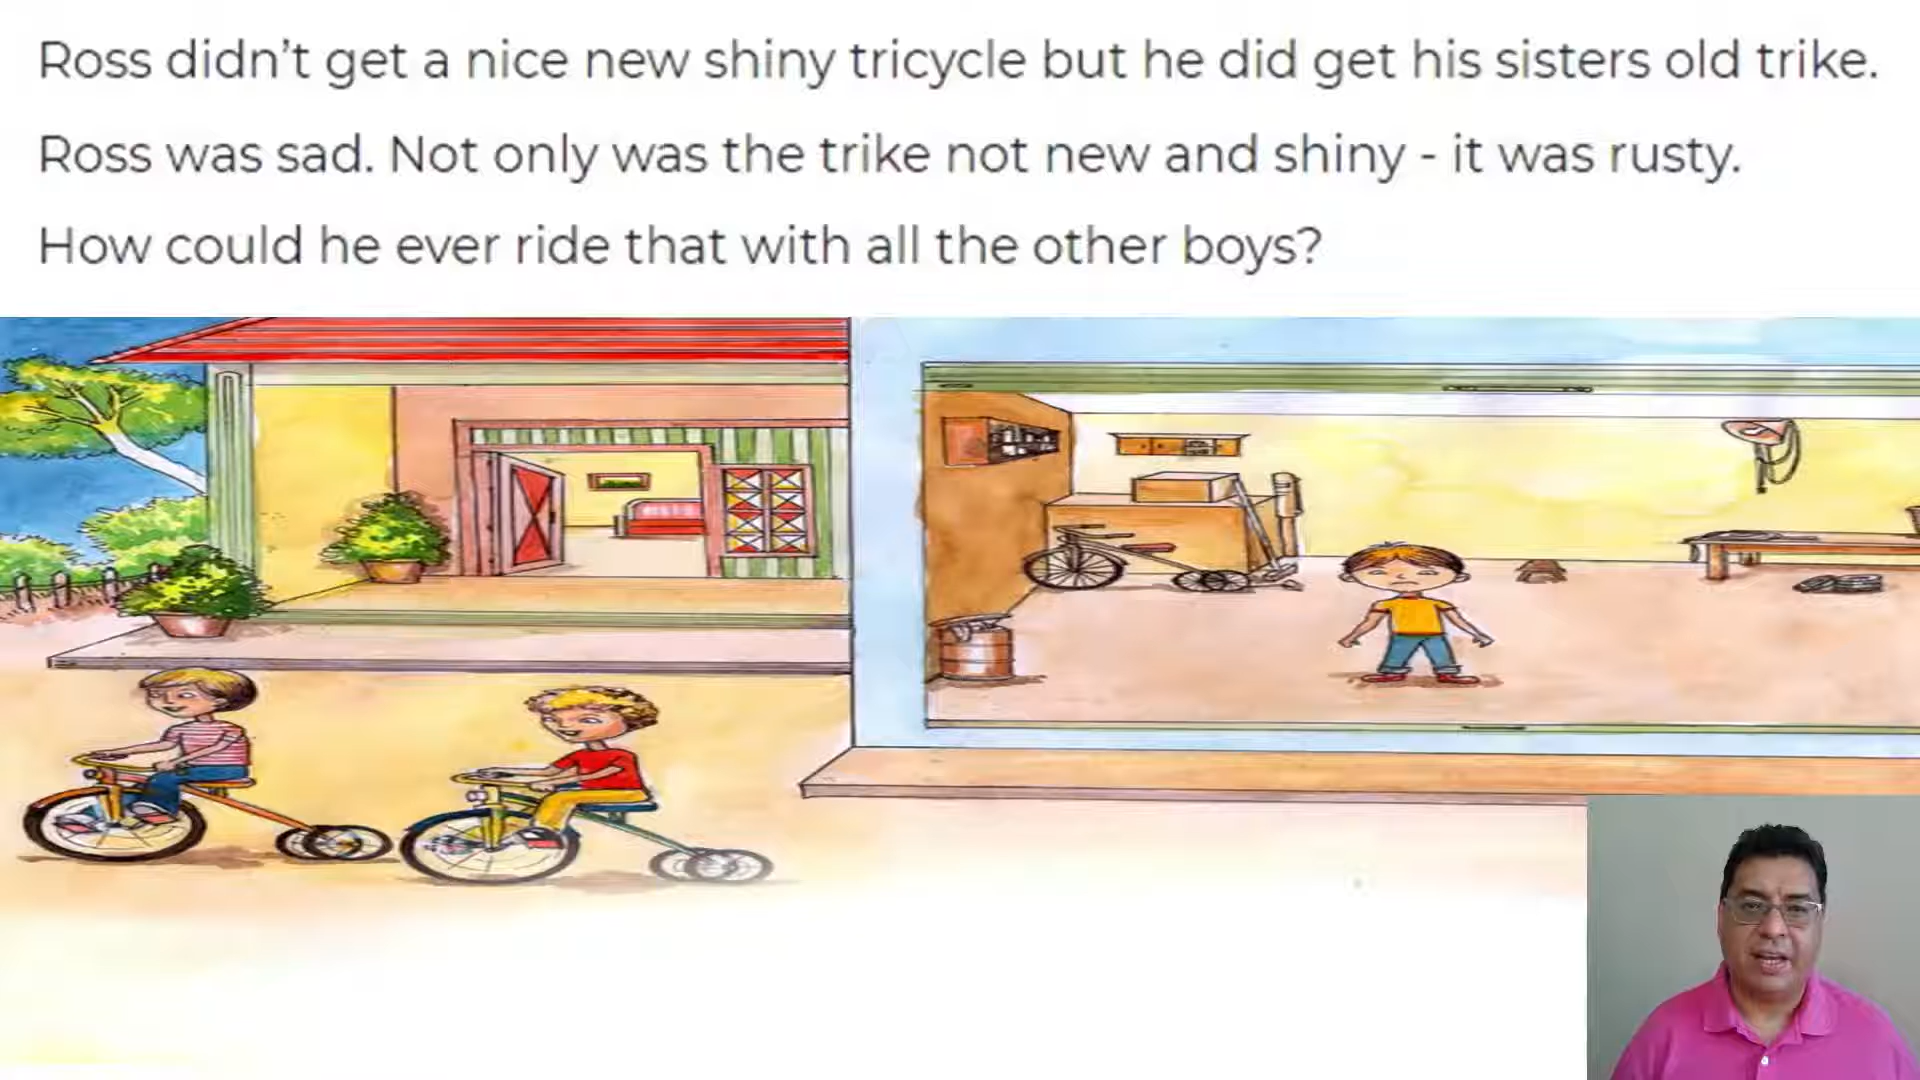 Ross didn’t get a nice new shiny tricycle but he did get his sisters old trike.
Ross was sad. Not only was the trike not new and shiny - it was rusty.
How could he ever ride that with all the other boys?